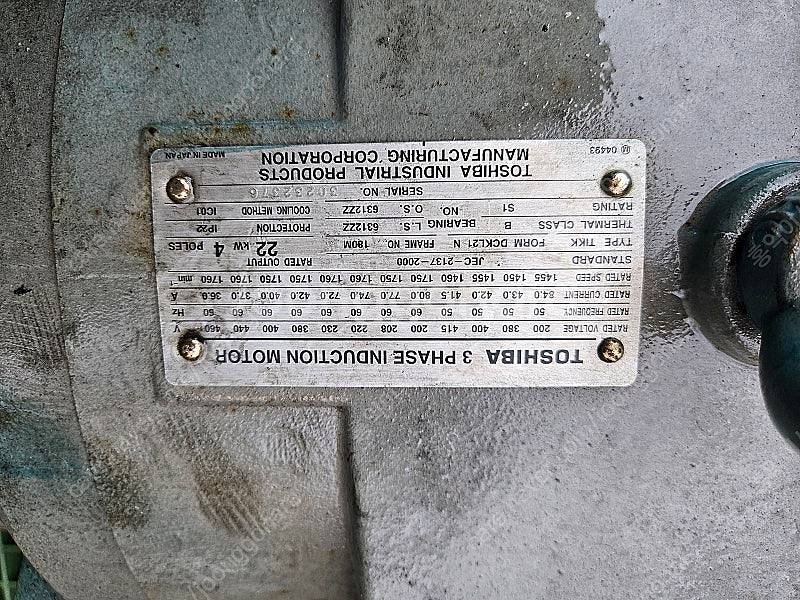 TOSHIBA 3 PHASE INDUCTION MOTOR
RATED VOLTAGE 200 380 400 415 200 208 220 230 380 400 440 460 V
RATED FREQUENCY 50 50 50 50 60 60 60 60 60 60 60 60 Hz
RATED CURRENT 84.0 43.0 42.0 41.5 80.0 77.0 74.0 72.0 42.0 40.0 37.0 36.0 A
RATED SPEED 1455 1450 1455 1460 1750 1750 1760 1760 1750 1750 1760 1760 min⁻¹
STANDARD JEC-2137-2000 RATED OUTPUT
TYPE TIKK FORM DCKL21 N FRAME NO. 180M 22 kW 4 POLES
THERMAL CLASS B BEARING L.S. 6312ZZ PROTECTION IP22
RATING S1 NO. O.S. 6312ZZ COOLING METHOD IC01
SERIAL NO.
TOSHIBA INDUSTRIAL PRODUCTS
MANUFACTURING CORPORATION
Ⓜ 04493 MADE IN JAPAN